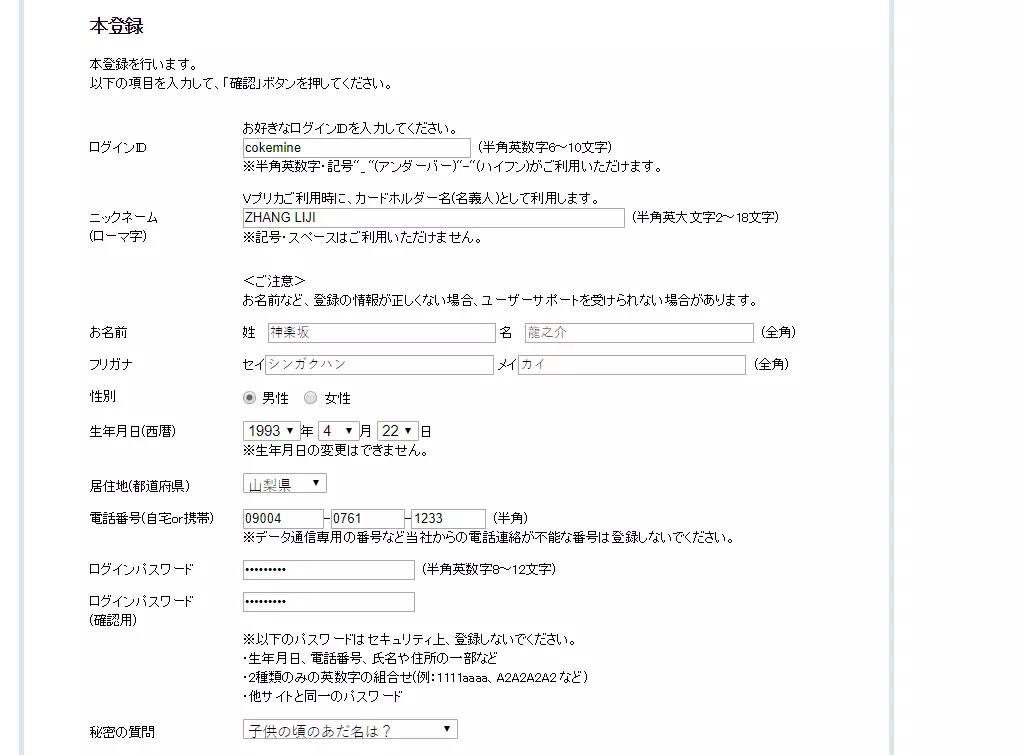 本登録
本登録を行います。
以下の項目を入力して、「確認」ボタンを押してください。
お好きなログインIDを入力してください。
ログインID cokemine (半角英数字6～10文字)
※半角英数字・記号“_“(アンダーバー)“-“(ハイフン)がご利用いただけます。
Vプリカご利用時に、カードホルダー名(名義人)として利用します。
ニックネーム ZHANG LIJI (半角英大文字2～18文字)
(ローマ字) ※記号・スペースはご利用いただけません。
＜ご注意＞
お名前など、登録の情報が正しくない場合、ユーザーサポートを受けられない場合があります。
お名前 姓 神楽坂 名 龍之介 (全角)
フリガナ セイ シンガクハン メイ カイ (全角)
性別 男性 女性
生年月日(西暦) 1993 年 4 月 22 日
※生年月日の変更はできません。
居住地(都道府県) 山梨県
電話番号(自宅or携帯) 09004 - 0761 - 1233 (半角)
※データ通信専用の番号など当社からの電話連絡が不能な番号は登録しないでください。
ログインパスワード ••••••••• (半角英数字8～12文字)
ログインパスワード •••••••••
(確認用)
※以下のパスワードはセキュリティ上、登録しないでください。
・生年月日、電話番号、氏名や住所の一部など
・2種類のみの英数字の組合せ(例：1111aaaa、A2A2A2A2など)
・他サイトと同一のパスワード
秘密の質問 子供の頃のあだ名は？